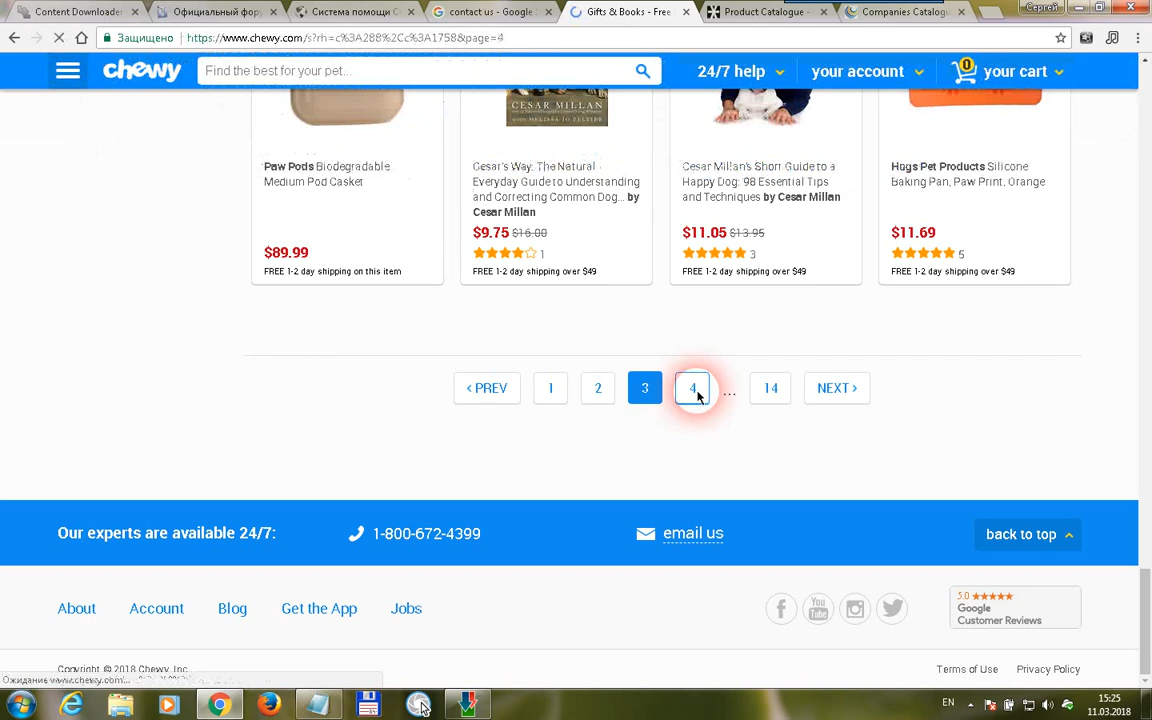 Content Downloader
Официальный фору
Система помощи С
contact us - Google
Gifts & Books - Free
Product Catalogue -
Companies Catalogu
Сергей
Защищено
https://www.chewy.com/s?rh=c%3A288%2Cc%3A1758&page=4
chewy
Find the best for your pet...
24/7 help
your account
0
your cart
CESAR MILLAN
WITH MELISSA JO PELTIER
Paw Pods Biodegradable
Medium Pod Casket
$89.99
FREE 1-2 day shipping on this item
Cesar's Way: The Natural
Everyday Guide to Understanding
and Correcting Common Dog... by
Cesar Millan
$9.75 $16.00
1
FREE 1-2 day shipping over $49
Cesar Millan's Short Guide to a
Happy Dog: 98 Essential Tips
and Techniques by Cesar Millan
$11.05 $13.95
3
FREE 1-2 day shipping over $49
Hogs Pet Products Silicone
Baking Pan, Paw Print, Orange
$11.69
5
FREE 1-2 day shipping over $49
< PREV 1 2 3 4 ... 14 NEXT >
Our experts are available 24/7:
1-800-672-4399
email us
back to top
About
Account
Blog
Get the App
Jobs
You
Tube
5.0
Google
Customer Reviews
Copyright © 2018 Chewy, Inc.
Terms of Use
Privacy Policy
Ожидание www.chewy.com...
EN
15:25
11.03.2018